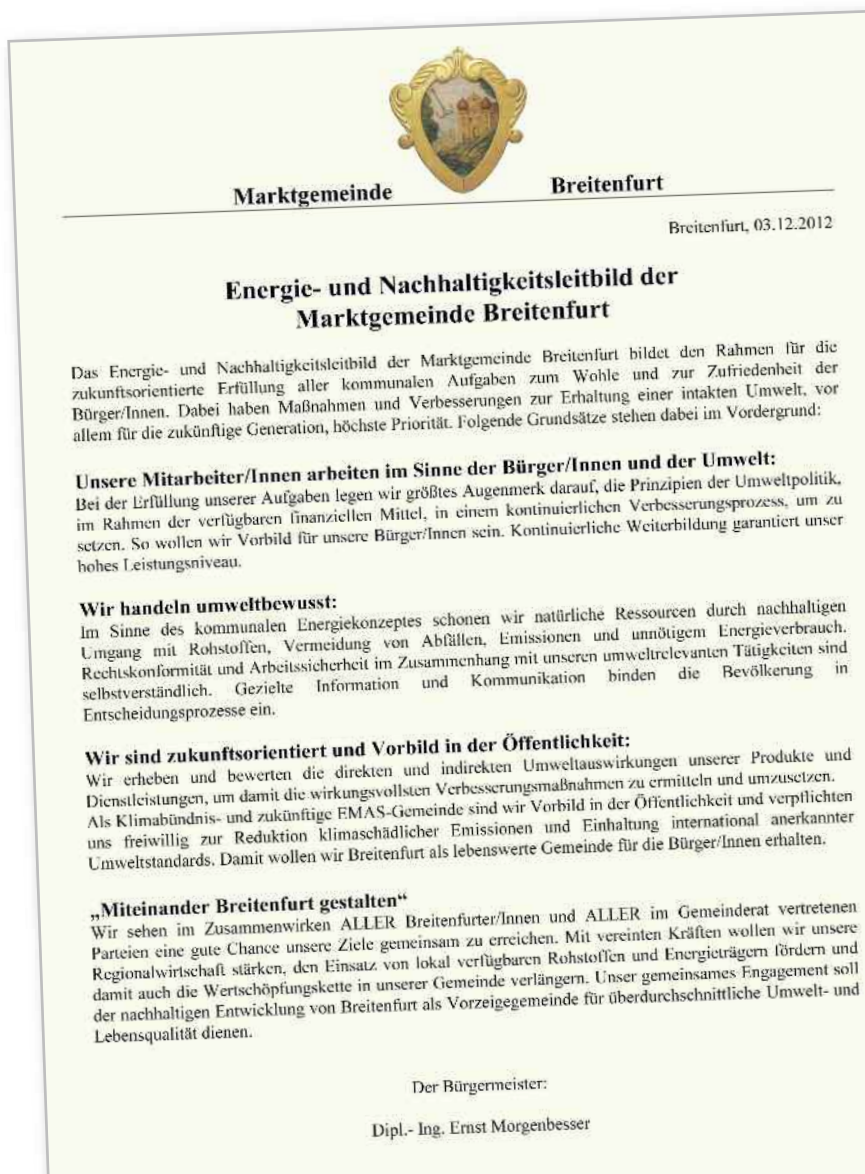 Marktgemeinde Breitenfurt
Breitenfurt, 03.12.2012
Energie- und Nachhaltigkeitsleitbild der
Marktgemeinde Breitenfurt
Das Energie- und Nachhaltigkeitsleitbild der Marktgemeinde Breitenfurt bildet den Rahmen für die
zukunftsorientierte Erfüllung aller kommunalen Aufgaben zum Wohle und zur Zufriedenheit der
Bürger/Innen. Dabei haben Maßnahmen und Verbesserungen zur Erhaltung einer intakten Umwelt, vor
allem für die zukünftige Generation, höchste Priorität. Folgende Grundsätze stehen dabei im Vordergrund:
Unsere Mitarbeiter/Innen arbeiten im Sinne der Bürger/Innen und der Umwelt:
Bei der Erfüllung unserer Aufgaben legen wir größtes Augenmerk darauf, die Prinzipien der Umweltpolitik,
im Rahmen der verfügbaren finanziellen Mittel, in einem kontinuierlichen Verbesserungsprozess, um zu
setzen. So wollen wir Vorbild für unsere Bürger/Innen sein. Kontinuierliche Weiterbildung garantiert unser
hohes Leistungsniveau.
Wir handeln umweltbewusst:
Im Sinne des kommunalen Energiekonzeptes schonen wir natürliche Ressourcen durch nachhaltigen
Umgang mit Rohstoffen, Vermeidung von Abfällen, Emissionen und unnötigem Energieverbrauch.
Rechtskonformität und Arbeitssicherheit im Zusammenhang mit unseren umweltrelevanten Tätigkeiten sind
selbstverständlich. Gezielte Information und Kommunikation binden die Bevölkerung in
Entscheidungsprozesse ein.
Wir sind zukunftsorientiert und Vorbild in der Öffentlichkeit:
Wir erheben und bewerten die direkten und indirekten Umweltauswirkungen unserer Produkte und
Dienstleistungen, um damit die wirkungsvollsten Verbesserungsmaßnahmen zu ermitteln und umzusetzen.
Als Klimabündnis- und zukünftige EMAS-Gemeinde sind wir Vorbild in der Öffentlichkeit und verpflichten
uns freiwillig zur Reduktion klimaschädlicher Emissionen und Einhaltung international anerkannter
Umweltstandards. Damit wollen wir Breitenfurt als lebenswerte Gemeinde für die Bürger/Innen erhalten.
„Miteinander Breitenfurt gestalten“
Wir sehen im Zusammenwirken ALLER Breitenfurter/Innen und ALLER im Gemeinderat vertretenen
Parteien eine gute Chance unsere Ziele gemeinsam zu erreichen. Mit vereinten Kräften wollen wir unsere
Regionalwirtschaft stärken, den Einsatz von lokal verfügbaren Rohstoffen und Energieträgern fördern und
damit auch die Wertschöpfungskette in unserer Gemeinde verlängern. Unser gemeinsames Engagement soll
der nachhaltigen Entwicklung von Breitenfurt als Vorzeigegemeinde für überdurchschnittliche Umwelt- und
Lebensqualität dienen.
Der Bürgermeister:
Dipl.- Ing. Ernst Morgenbesser